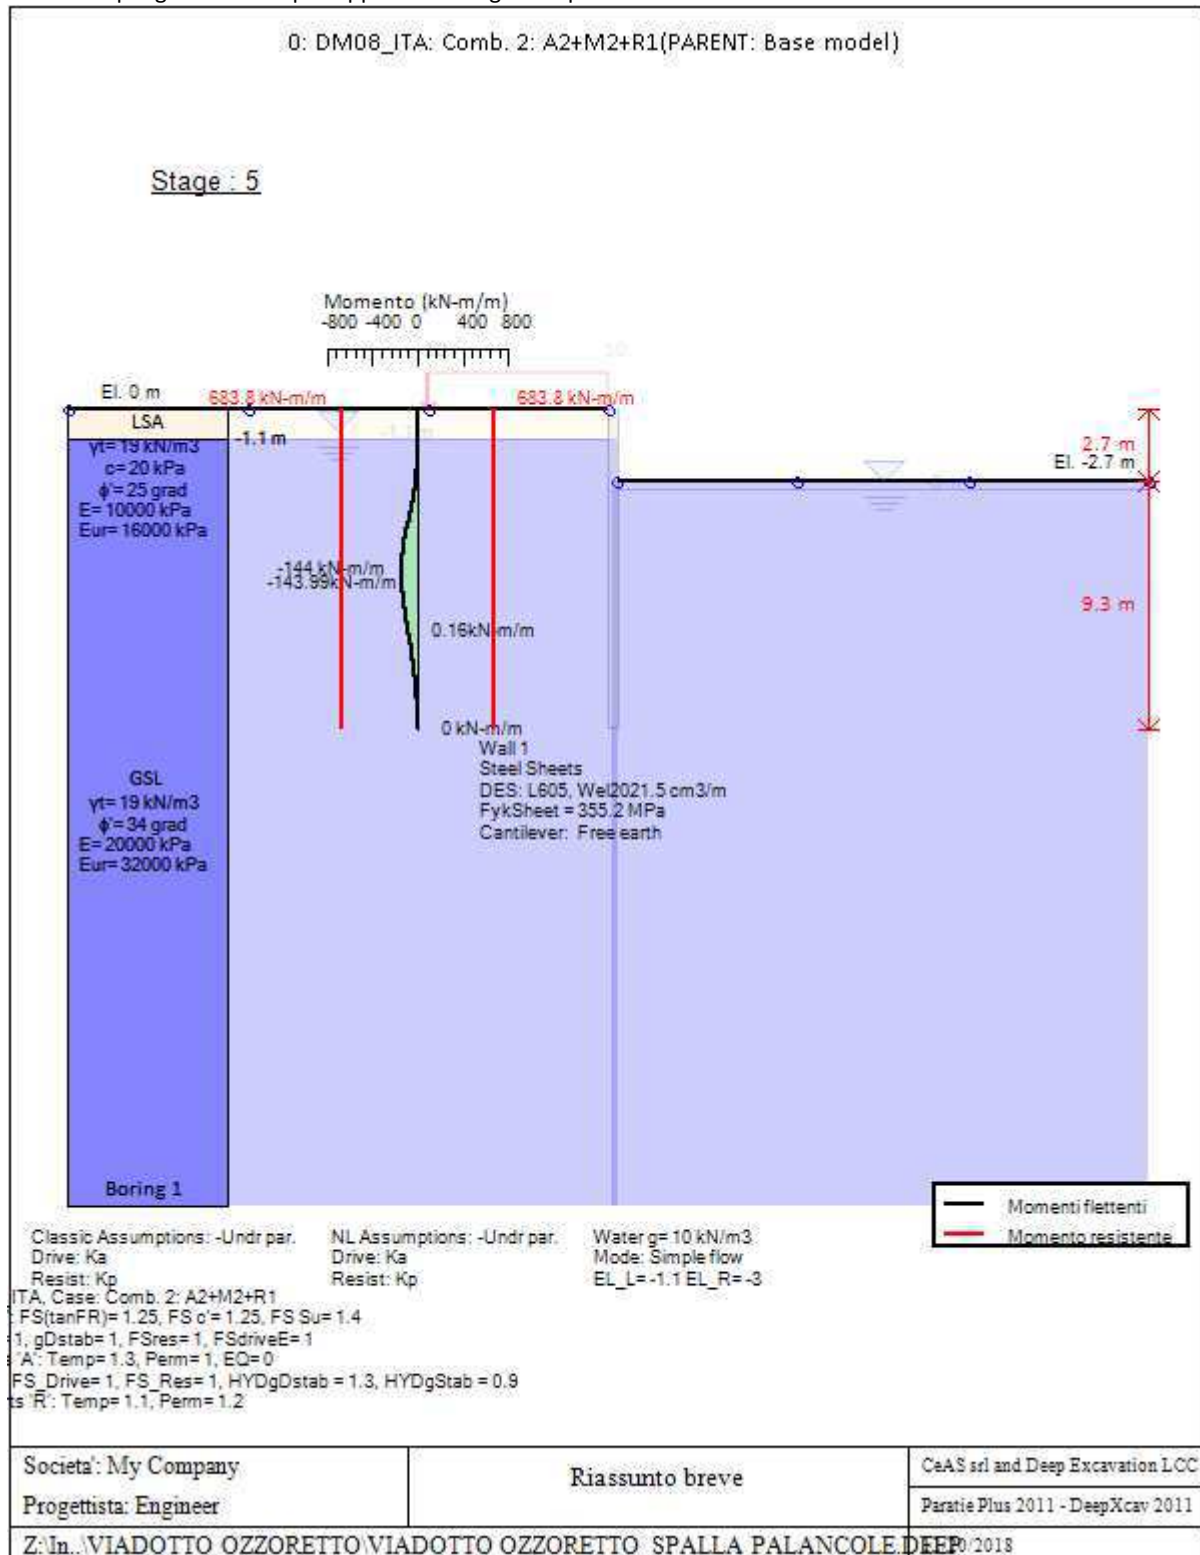 0: DM08_ITA: Comb. 2: A2+M2+R1(PARENT: Base model)
Stage : 5
Momento (kN-m/m)
-800 -400 0 400 800
10
El. 0 m
683.8 kN-m/m
683.8 kN-m/m
LSA
-1.1 m
γt= 19 kN/m3
c= 20 kPa
ϕ'= 25 grad
E= 10000 kPa
Eur= 16000 kPa
2.7 m
El. -2.7 m
-144 kN-m/m
-143.99kN-m/m
9.3 m
0.16kN-m/m
0 kN-m/m
Wall 1
Steel Sheets
DES: L605, Wel2021.5 cm3/m
FykSheet = 355.2 MPa
Cantilever: Free earth
GSL
γt= 19 kN/m3
ϕ'= 34 grad
E= 20000 kPa
Eur= 32000 kPa
Boring 1
Momenti flettenti
Momento resistente
Classic Assumptions: -Undr par.
Drive: Ka
Resist: Kp
NL Assumptions: -Undr par.
Drive: Ka
Resist: Kp
Water g= 10 kN/m3
Mode: Simple flow
EL_L= -1.1 EL_R= -3
ITA, Case: Comb. 2: A2+M2+R1
: FS(tanFR)= 1.25, FS c'= 1.25, FS Su= 1.4
1, gDstab= 1, FSres= 1, FSdriveE= 1
'A': Temp= 1.3, Perm= 1, EQ= 0
FS_Drive= 1, FS_Res= 1, HYDgDstab = 1.3, HYDgStab = 0.9
ts 'R': Temp= 1.1, Perm= 1.2
Societa': My Company
Progettista: Engineer
Riassunto breve
CeAS srl and Deep Excavation LCC
Paratie Plus 2011 - DeepXcav 2011
Z:\In..\VIADOTTO OZZORETTO\VIADOTTO OZZORETTO_SPALLA PALANCOLE.DEEP
0/2018